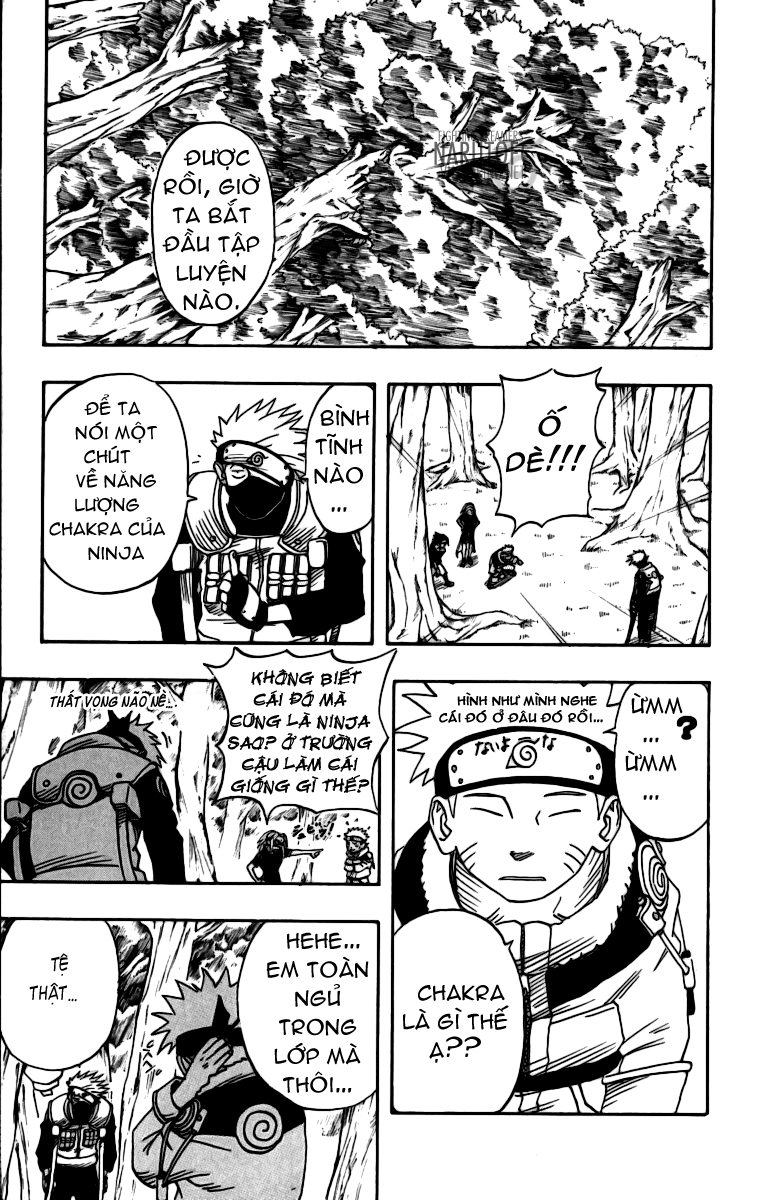 ĐƯỢC
RỒI, GIỜ
TA BẮT
ĐẦU TẬP
LUYỆN
NÀO.
Ố
DÈ!!!
BÌNH
TĨNH
NÀO
...
ĐỂ TA
NÓI MỘT
CHÚT
VỀ NĂNG
LƯỢNG
CHAKRA CỦA
NINJA
ỪMM
...
?
ỪMM
...
HÌNH NHƯ MÌNH NGHE
CÁI ĐÓ Ở ĐÂU ĐÓ RỒI...
CHAKRA
LÀ GÌ THẾ
Ạ??
KHÔNG BIẾT
CÁI ĐÓ MÀ
CŨNG LÀ NINJA
SAO? Ở TRƯỜNG
CẬU LÀM CÁI
GIỐNG GÌ THẾ?
THẤT VỌNG NÃO NỀ...
HEHE...
EM TOÀN
NGỦ
TRONG
LỚP MÀ
THÔI...
TỆ
THẬT...